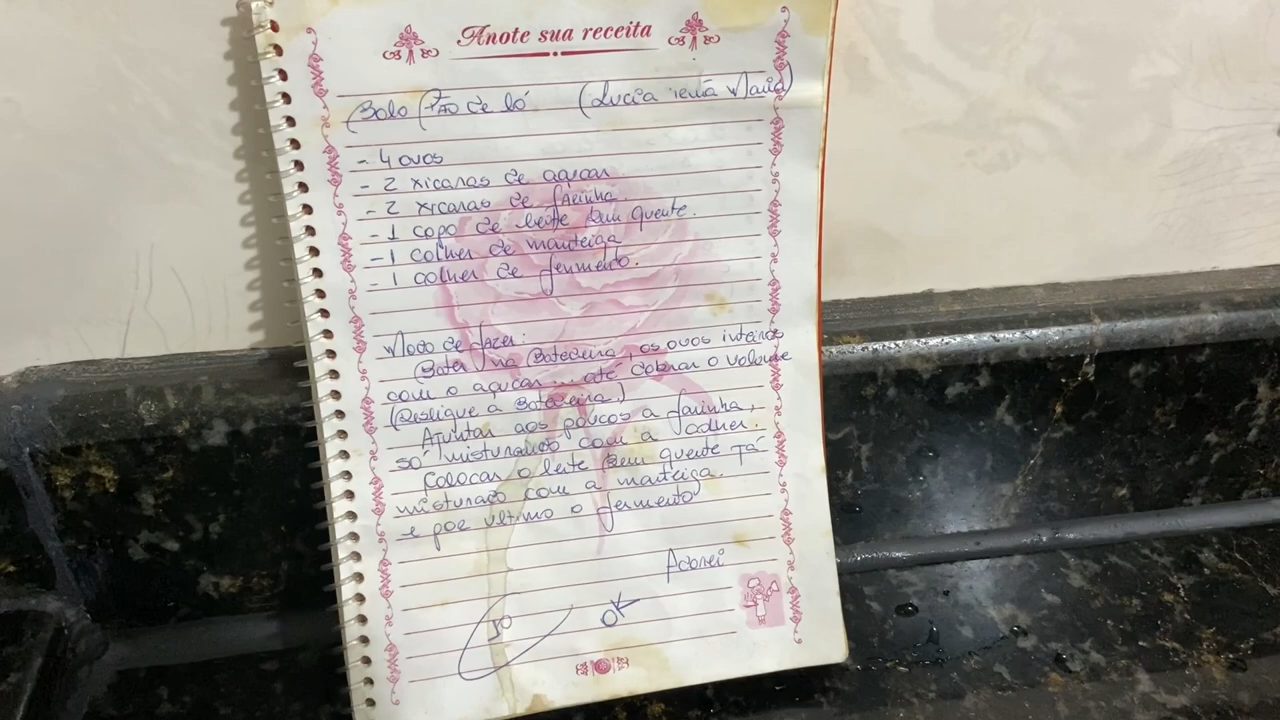 Anote sua receita
Bolo Pão de ló (Lucia irmã Maria)
- 4 ovos
- 2 xicaras de açucar
- 2 xicaras de farinha.
- 1 copo de leite bem quente.
- 1 colher de manteiga
- 1 colher de fermento.
Modo de fazer:
Bater na Batedeira, os ovos inteiros
com o açucar... até dobrar o volume
(Desligue a Batedeira.)
Ajuntar aos poucos a farinha,
só misturando com a colher.
Colocar o leite bem quente já
misturado com a manteiga.
e por ultimo o fermento
Adorei
OK